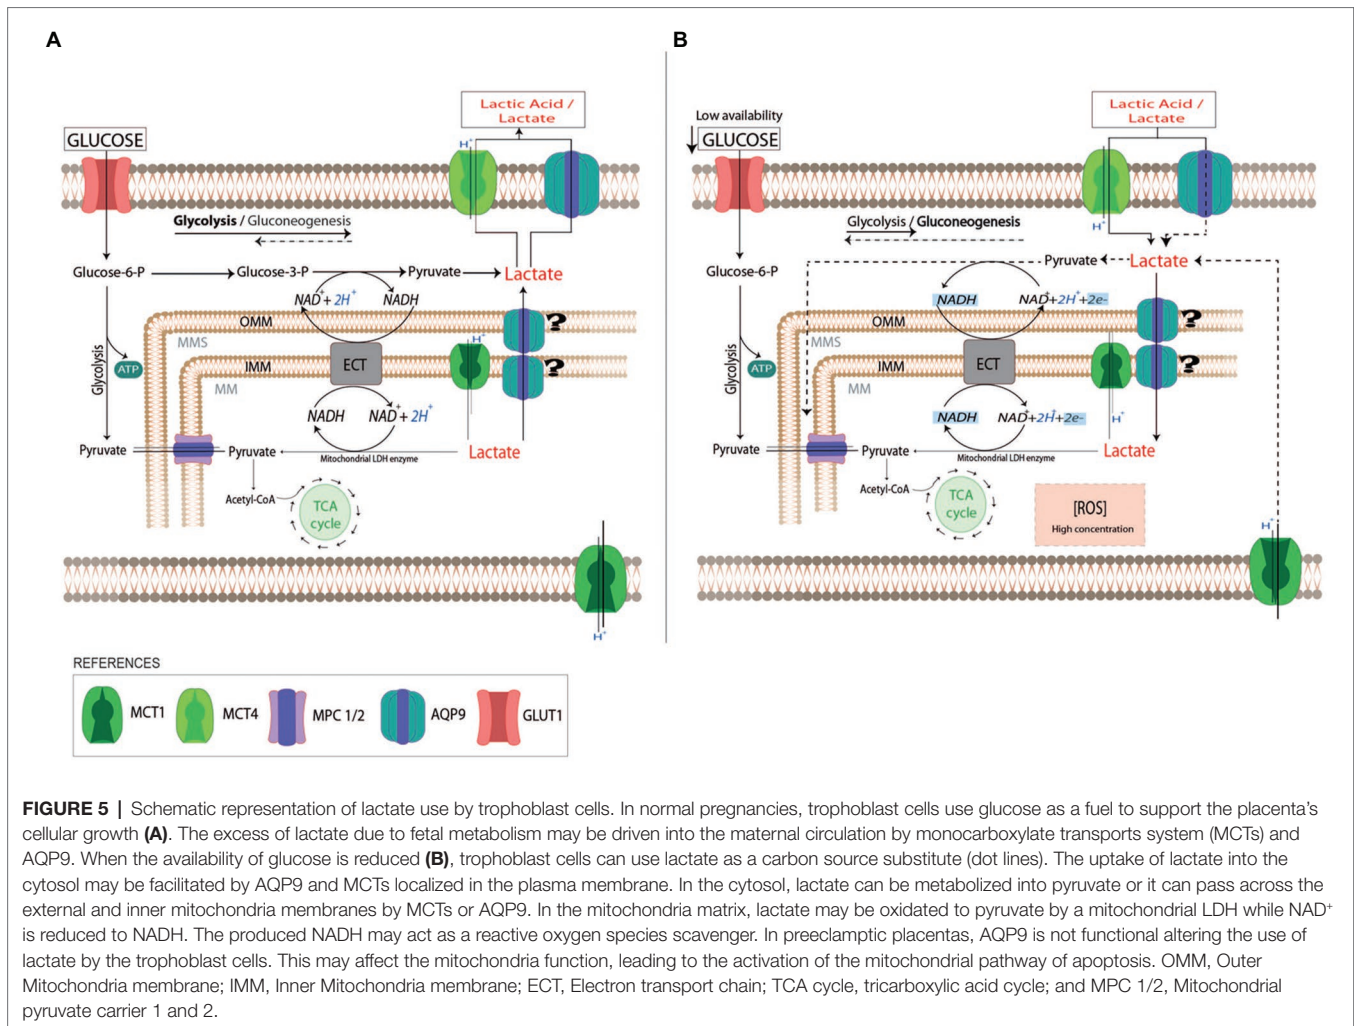 A
Lactic Acid /
Lactate
GLUCOSE
H+
Glycolysis / Gluconeogenesis
Glucose-6-P
Glucose-3-P
Pyruvate
Lactate
NAD+ + 2H+
NADH
OMM
MMS
?
H+
Glycolysis
ATP
IMM
MM
ECT
?
NADH
NAD+ + 2H+
Pyruvate
Pyruvate
Mitochondrial LDH enzyme
Lactate
Acetyl-CoA
TCA
cycle
H+
B
Low availability
GLUCOSE
Lactic Acid /
Lactate
H+
Glycolysis / Gluconeogenesis
Glucose-6-P
Pyruvate
Lactate
NADH
NAD+ +2H+ +2e-
OMM
MMS
?
Glycolysis
ATP
IMM
MM
ECT
?
NADH
NAD+ +2H+ +2e-
H+
Pyruvate
Pyruvate
Mitochondrial LDH enzyme
Lactate
Acetyl-CoA
TCA
cycle
[ROS]
High concentration
H+
REFERENCES
MCT1
MCT4
MPC 1/2
AQP9
GLUT1
FIGURE 5 | Schematic representation of lactate use by trophoblast cells. In normal pregnancies, trophoblast cells use glucose as a fuel to support the placenta's
cellular growth (A). The excess of lactate due to fetal metabolism may be driven into the maternal circulation by monocarboxylate transports system (MCTs) and
AQP9. When the availability of glucose is reduced (B), trophoblast cells can use lactate as a carbon source substitute (dot lines). The uptake of lactate into the
cytosol may be facilitated by AQP9 and MCTs localized in the plasma membrane. In the cytosol, lactate can be metabolized into pyruvate or it can pass across the
external and inner mitochondria membranes by MCTs or AQP9. In the mitochondria matrix, lactate may be oxidated to pyruvate by a mitochondrial LDH while NAD+
is reduced to NADH. The produced NADH may act as a reactive oxygen species scavenger. In preeclamptic placentas, AQP9 is not functional altering the use of
lactate by the trophoblast cells. This may affect the mitochondria function, leading to the activation of the mitochondrial pathway of apoptosis. OMM, Outer
Mitochondria membrane; IMM, Inner Mitochondria membrane; ECT, Electron transport chain; TCA cycle, tricarboxylic acid cycle; and MPC 1/2, Mitochondrial
pyruvate carrier 1 and 2.